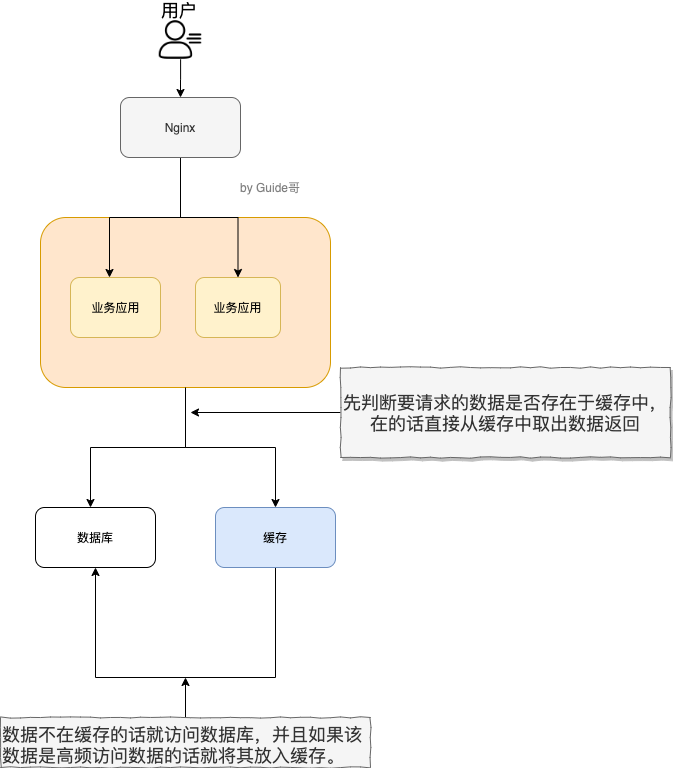 用户
Nginx
by Guide哥
业务应用
业务应用
先判断要请求的数据是否存在于缓存中，
在的话直接从缓存中取出数据返回
数据库
缓存
数据不在缓存的话就访问数据库，并且如果该
数据是高频访问数据的话就将其放入缓存。